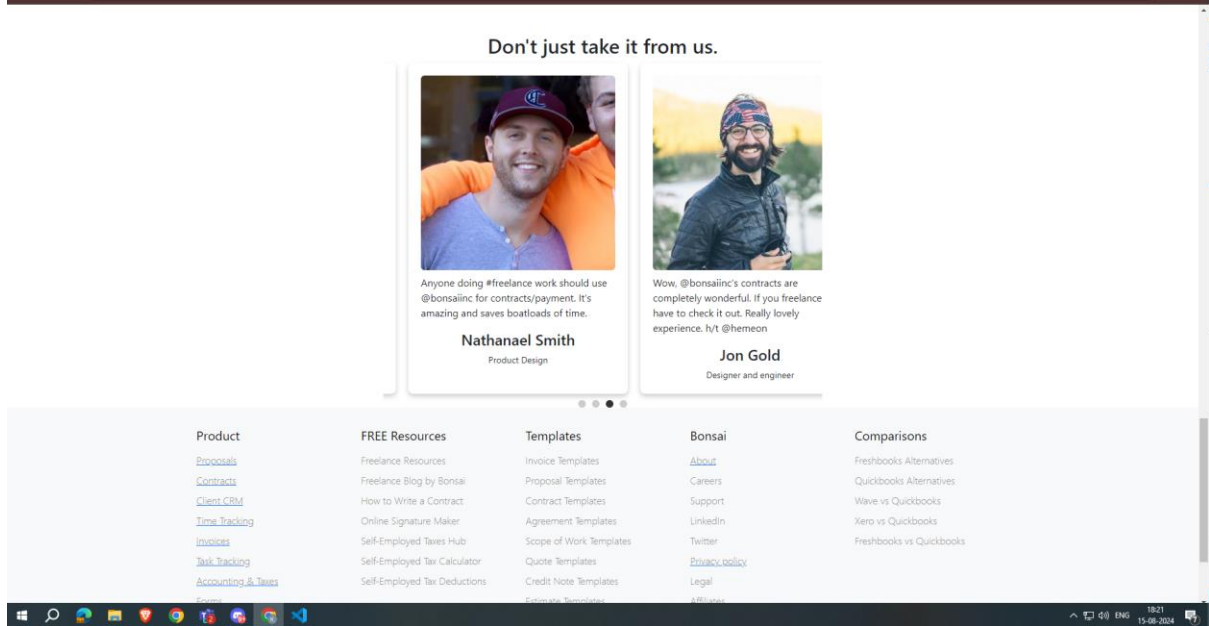 Don't just take it from us.
Anyone doing #freelance work should use
@bonsaiinc for contracts/payment. It's
amazing and saves boatloads of time.
Nathanael Smith
Product Design
Wow, @bonsaiinc's contracts are
completely wonderful. If you freelance
have to check it out. Really lovely
experience. h/t @hemeon
Jon Gold
Designer and engineer
Product
Proposals
Contracts
Client CRM
Time Tracking
Invoices
Task Tracking
Accounting & Taxes
Forms
FREE Resources
Freelance Resources
Freelance Blog by Bonsai
How to Write a Contract
Online Signature Maker
Self-Employed Taxes Hub
Self-Employed Tax Calculator
Self-Employed Tax Deductions
Templates
Invoice Templates
Proposal Templates
Contract Templates
Agreement Templates
Scope of Work Templates
Quote Templates
Credit Note Templates
Estimate Templates
Bonsai
About
Careers
Support
LinkedIn
Twitter
Privacy policy
Legal
Affiliates
Comparisons
Freshbooks Alternatives
Quickbooks Alternatives
Wave vs Quickbooks
Xero vs Quickbooks
Freshbooks vs Quickbooks
ENG
18:21
15-08-2024